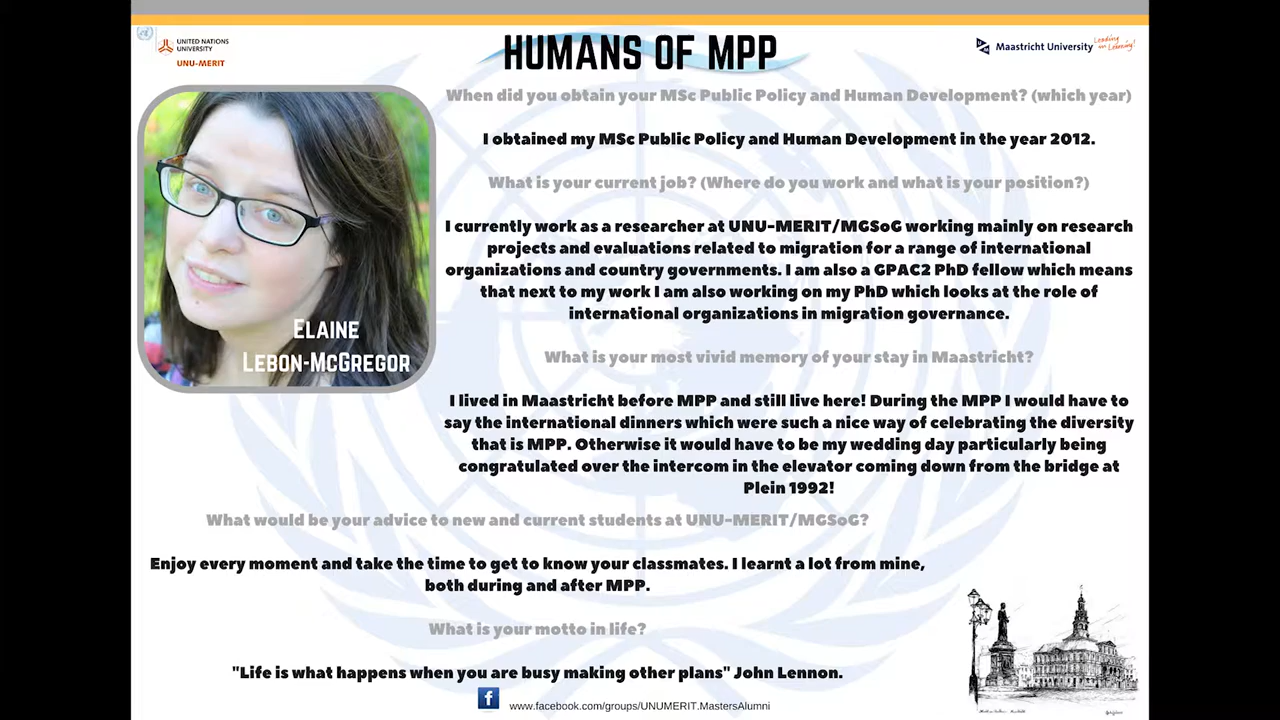 UNITED NATIONS
UNIVERSITY
UNU-MERIT
HUMANS OF MPP
Maastricht University
Leading
in Learning!
When did you obtain your MSc Public Policy and Human Development? (which year)
I obtained my MSc Public Policy and Human Development in the year 2012.
What is your current job? (Where do you work and what is your position?)
I currently work as a researcher at UNU-MERIT/MGSoG working mainly on research
projects and evaluations related to migration for a range of international
organizations and country governments. I am also a GPAC2 PhD fellow which means
that next to my work I am also working on my PhD which looks at the role of
international organizations in migration governance.
ELAINE
LEBON-MCGREGOR
What is your most vivid memory of your stay in Maastricht?
I lived in Maastricht before MPP and still live here! During the MPP I would have to
say the international dinners which were such a nice way of celebrating the diversity
that is MPP. Otherwise it would have to be my wedding day particularly being
congratulated over the intercom in the elevator coming down from the bridge at
Plein 1992!
What would be your advice to new and current students at UNU-MERIT/MGSoG?
Enjoy every moment and take the time to get to know your classmates. I learnt a lot from mine,
both during and after MPP.
What is your motto in life?
"Life is what happens when you are busy making other plans" John Lennon.
f www.facebook.com/groups/UNUMERIT.MastersAlumni